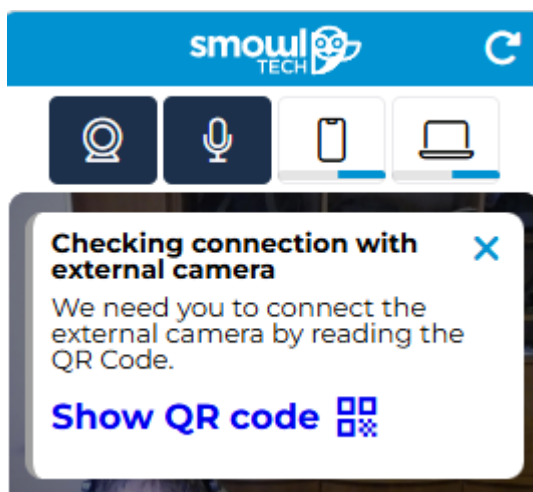 smowl
TECH
Checking connection with
external camera
We need you to connect the
external camera by reading the
QR Code.
Show QR code